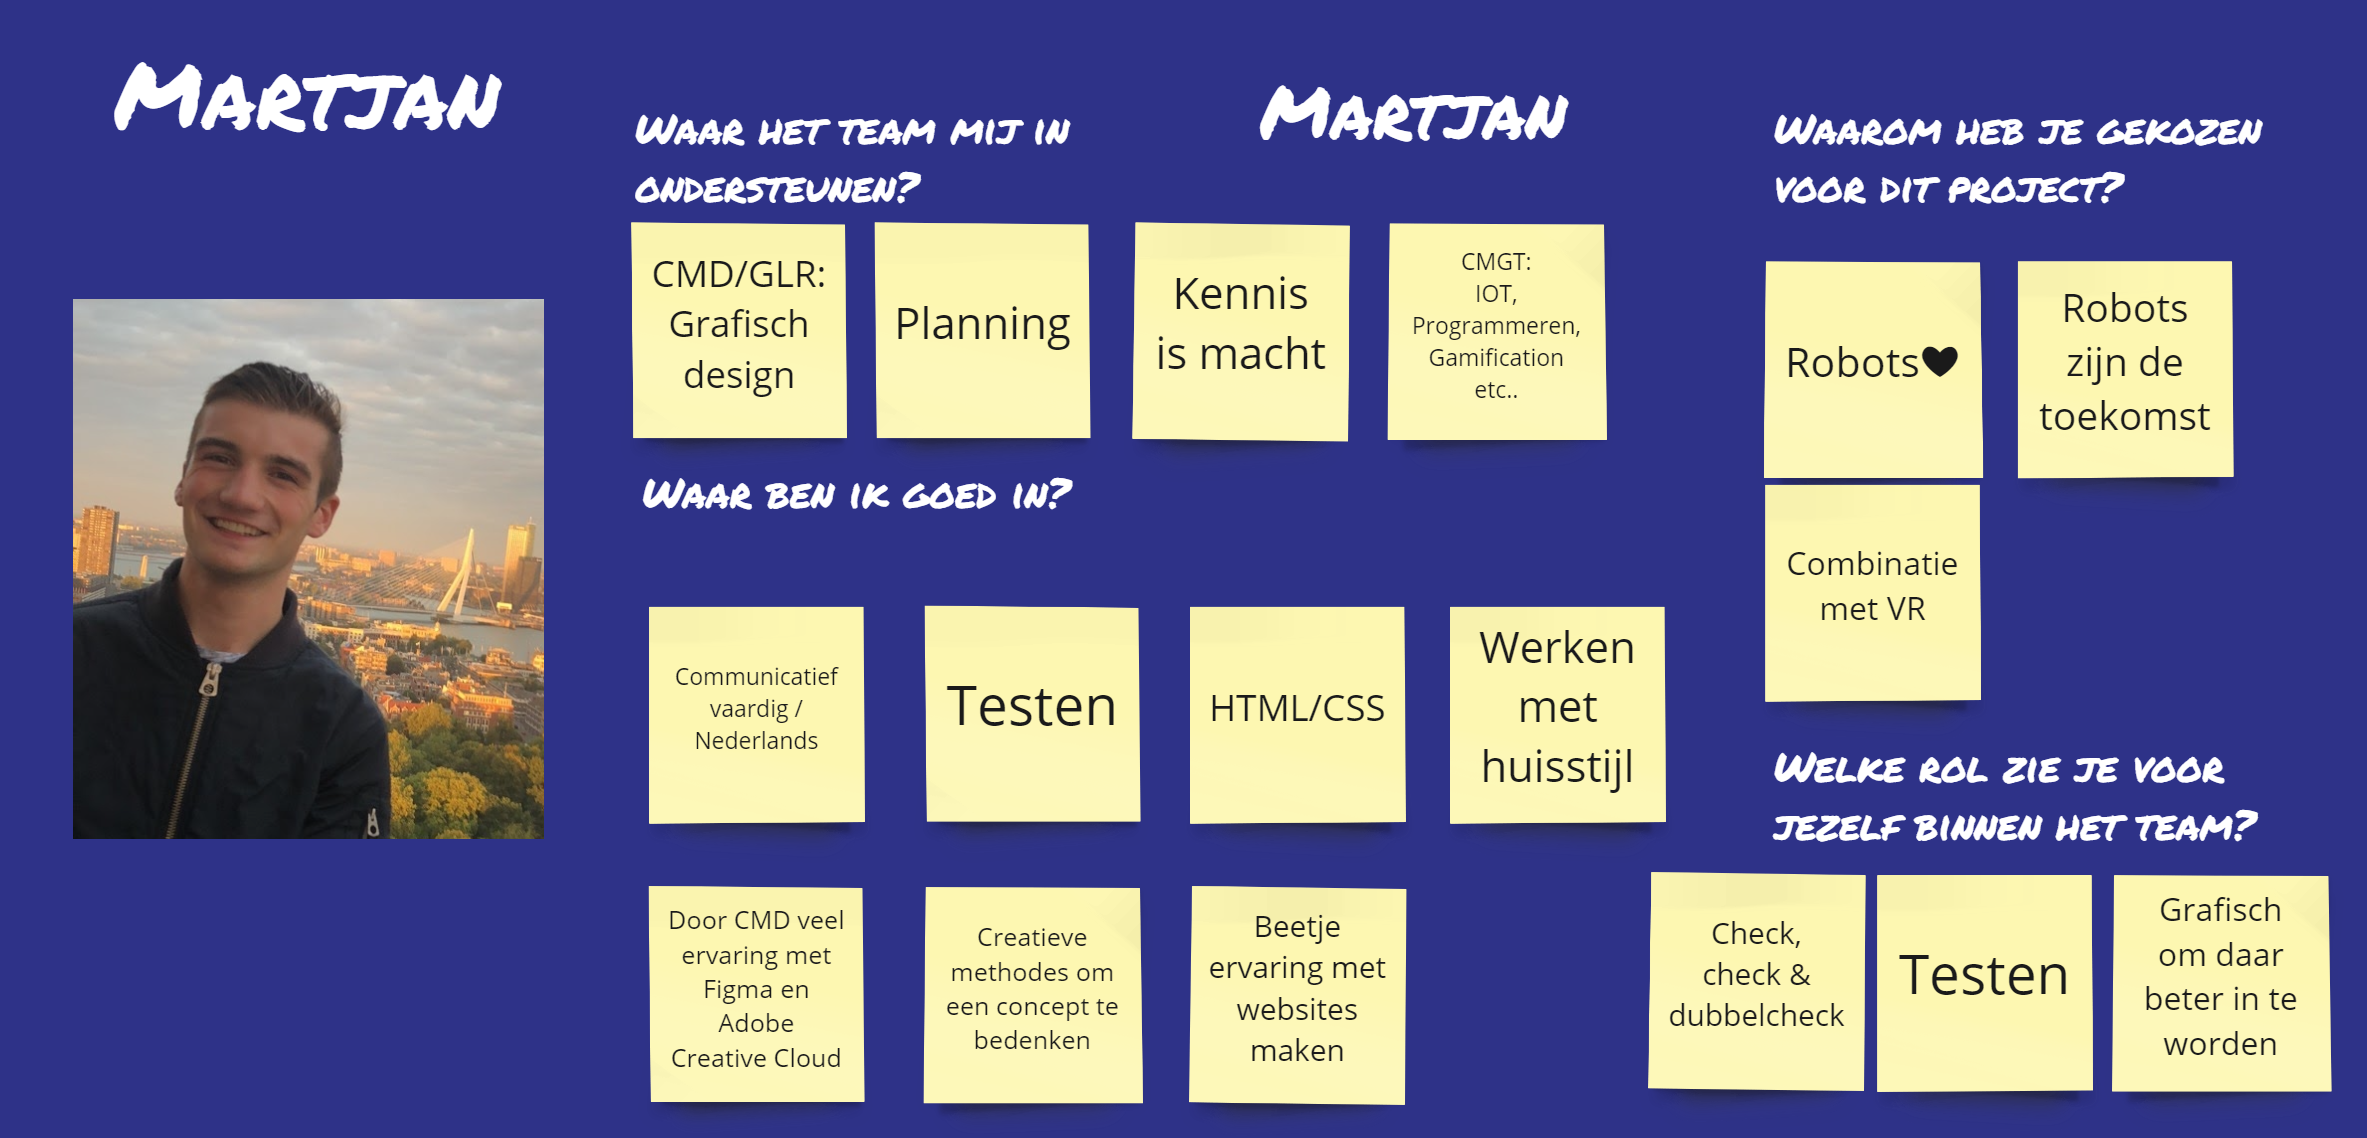 Martjan
Waar het team mij in
ondersteunen?
CMD/GLR:
Grafisch
design
Planning
Martjan
Kennis
is macht
CMGT:
IOT,
Programmeren,
Gamification
etc..
Waar ben ik goed in?
Communicatief
vaardig /
Nederlands
Testen
HTML/CSS
Werken
met
huisstijl
Door CMD veel
ervaring met
Figma en
Adobe
Creative Cloud
Creatieve
methodes om
een concept te
bedenken
Beetje
ervaring met
websites
maken
Waarom heb je gekozen
voor dit project?
Robots♥
Robots
zijn de
toekomst
Combinatie
met VR
Welke rol zie je voor
jezelf binnen het team?
Check,
check &
dubbelcheck
Testen
Grafisch
om daar
beter in te
worden